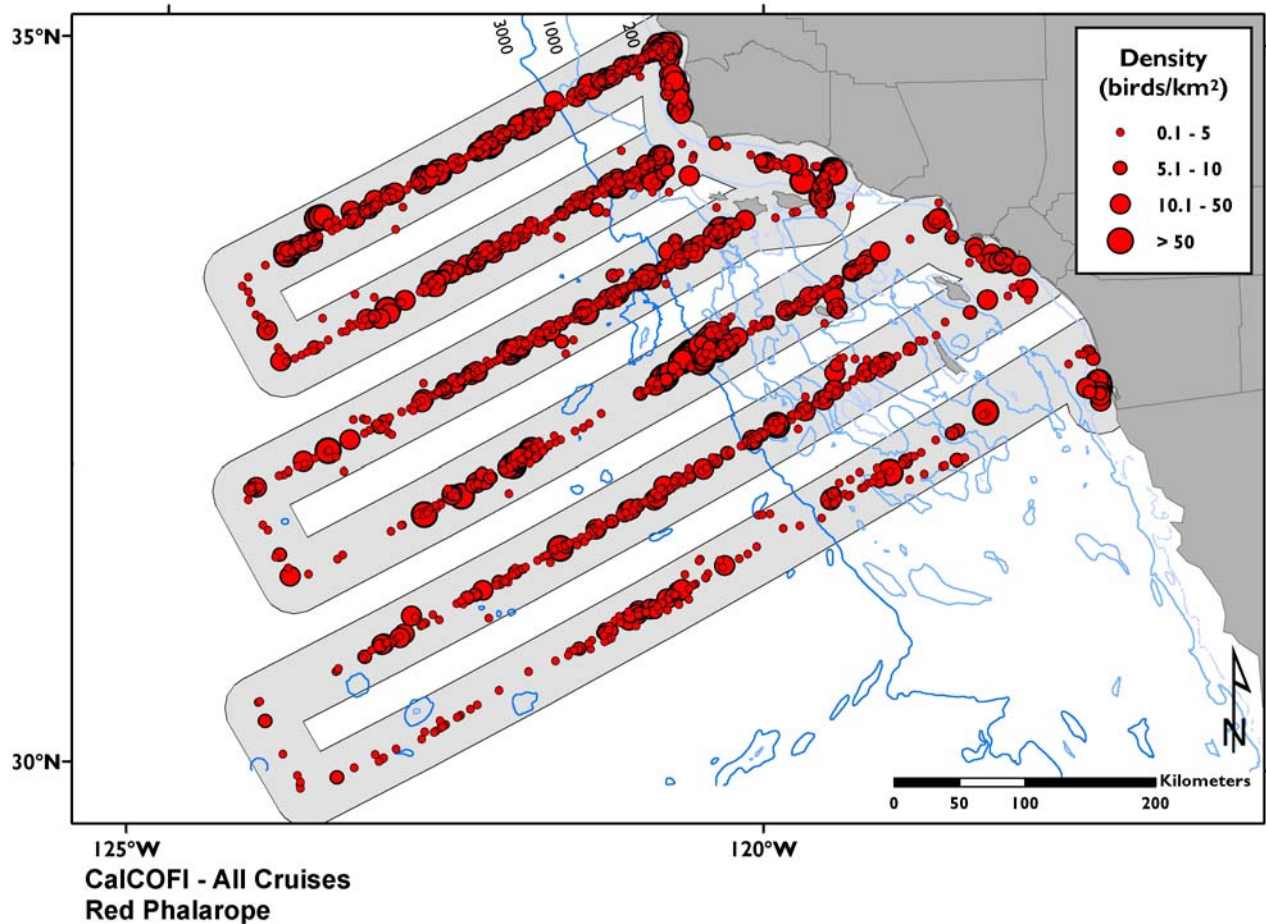 35°N
3000
1000
200
Density
(birds/km²)
0.1 - 5
5.1 - 10
10.1 - 50
> 50
N
30°N
Kilometers
0 50 100 200
125°W 120°W
CalCOFI - All Cruises
Red Phalarope